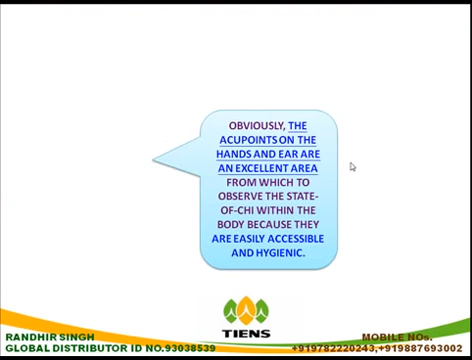 OBVIOUSLY, THE
ACUPOINTS ON THE
HANDS AND EAR ARE
AN EXCELLENT AREA
FROM WHICH TO
OBSERVE THE STATE-
OF-CHI WITHIN THE
BODY BECAUSE THEY
ARE EASILY ACCESSIBLE
AND HYGIENIC.
TIENS
RANDHIR SINGH
GLOBAL DISTRIBUTOR ID NO.93038539
MOBILE NOs.
+919782220243,+919887693002